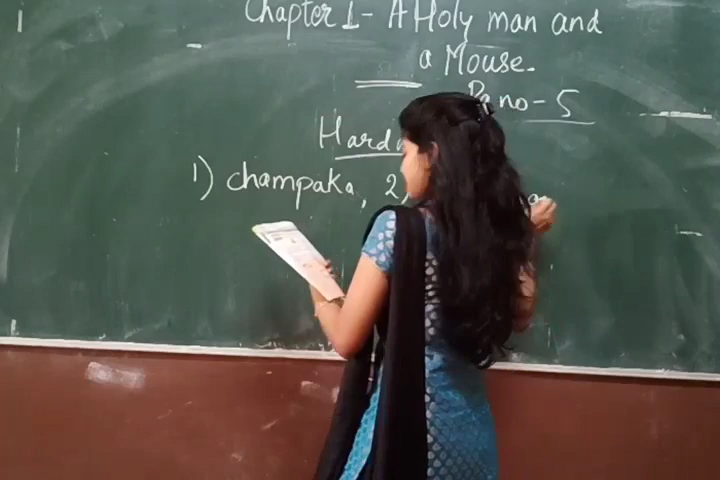 Chapter 1- A Holy man and
a Mouse.
Pg no- 5
Hard
1) champaka, 2)